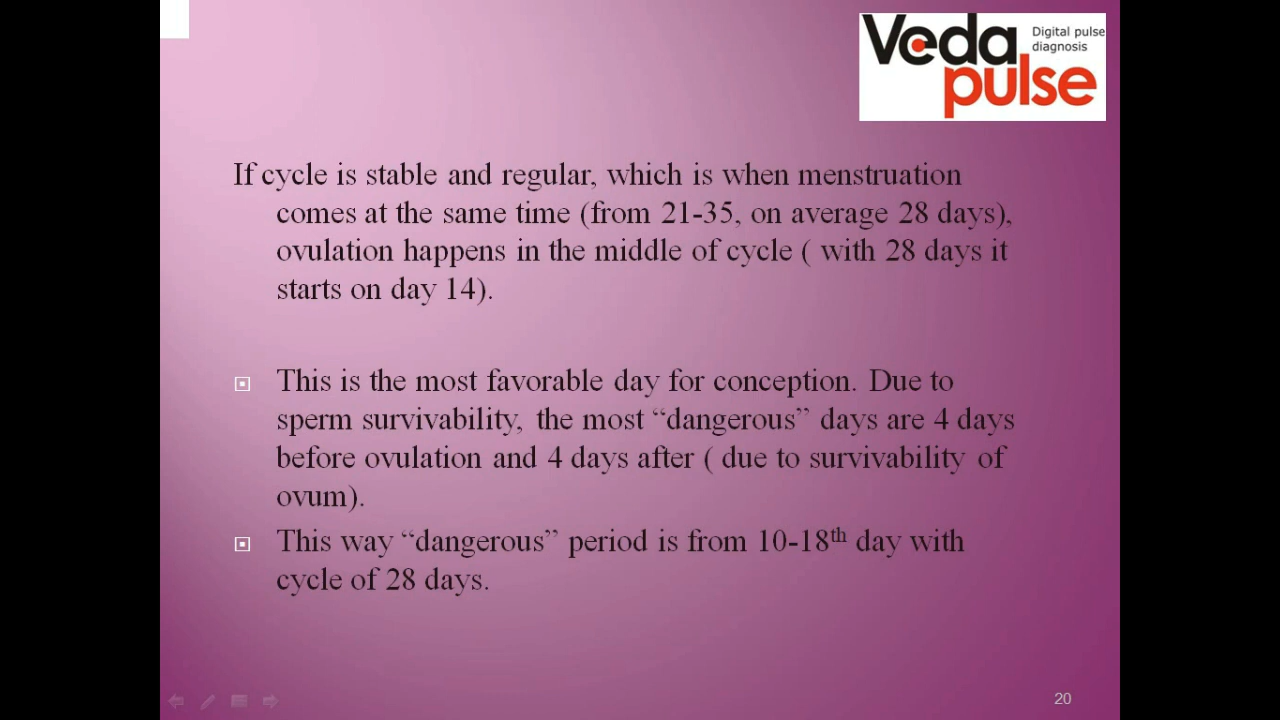 Veda
pulse
Digital pulse
diagnosis
If cycle is stable and regular, which is when menstruation
comes at the same time (from 21-35, on average 28 days),
ovulation happens in the middle of cycle ( with 28 days it
starts on day 14).
This is the most favorable day for conception. Due to
sperm survivability, the most “dangerous” days are 4 days
before ovulation and 4 days after ( due to survivability of
ovum).
This way “dangerous” period is from 10-18th day with
cycle of 28 days.
20